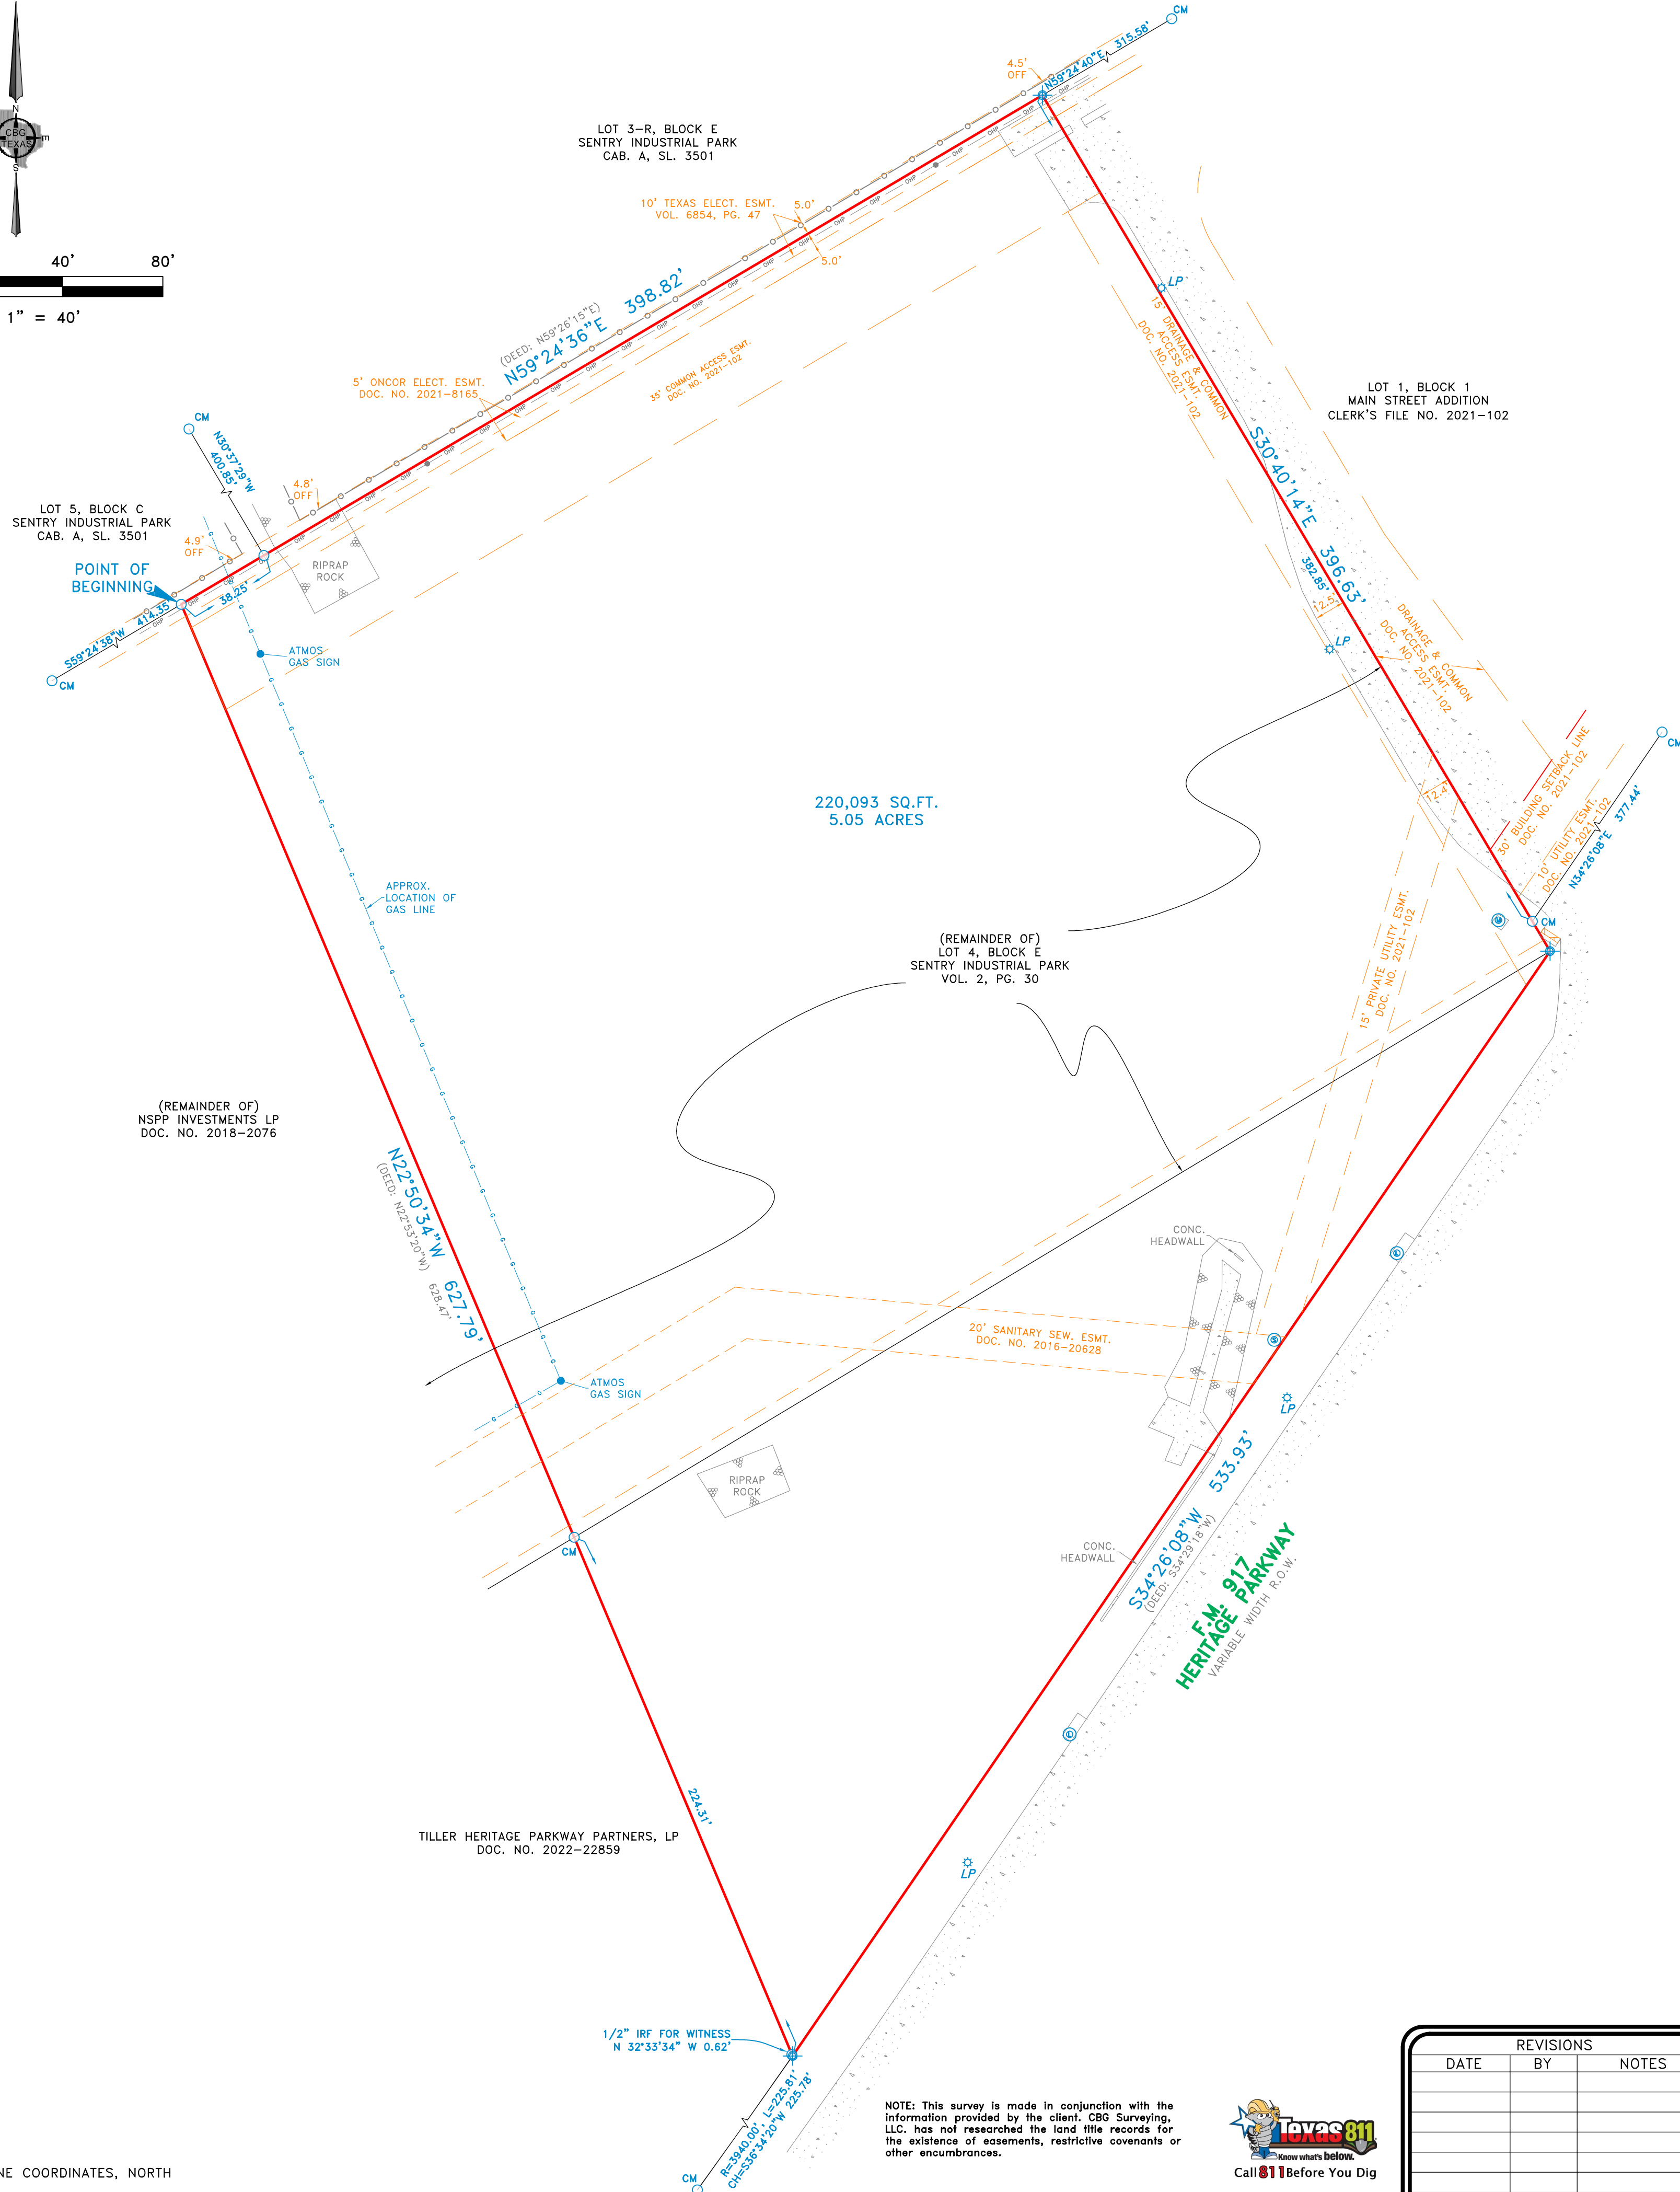 CM
N59°24'40"E 315.58'
4.5'
OFF
N
CBG
TEXAS
E
S
LOT 3-R, BLOCK E
SENTRY INDUSTRIAL PARK
CAB. A, SL. 3501
10' TEXAS ELECT. ESMT.
VOL. 6854, PG. 47
5.0'
5.0'
40' 80'
1" = 40'
LP
(DEED: N59°26'15"E)
N59°24'36"E 398.82'
15' DRAINAGE & COMMON
ACCESS ESMT.
DOC. NO. 2021-102
35' COMMON ACCESS ESMT.
DOC. NO. 2021-102
5' ONCOR ELECT. ESMT.
DOC. NO. 2021-8165
LOT 1, BLOCK 1
MAIN STREET ADDITION
CLERK'S FILE NO. 2021-102
CM
N30°37'29"W
400.85'
S30°40'14"E 396.63'
382.85'
4.8'
OFF
LOT 5, BLOCK C
SENTRY INDUSTRIAL PARK
CAB. A, SL. 3501
4.9'
OFF
RIPRAP
ROCK
POINT OF
BEGINNING
38.25'
12.5'
S59°24'38"W 414.35'
CM
ATMOS
GAS SIGN
LP
DRAINAGE & COMMON
ACCESS ESMT.
DOC. NO. 2021-102
CM
30' BUILDING SETBACK LINE
DOC. NO. 2021-102
12.4'
10' UTILITY ESMT.
DOC. NO. 2021-102
N34°26'08"E 377.44'
220,093 SQ.FT.
5.05 ACRES
APPROX.
LOCATION OF
GAS LINE
CM
15' PRIVATE UTILITY ESMT.
DOC. NO. 2021-102
(REMAINDER OF)
LOT 4, BLOCK E
SENTRY INDUSTRIAL PARK
VOL. 2, PG. 30
(REMAINDER OF)
NSPP INVESTMENTS LP
DOC. NO. 2018-2076
N22°50'34"W 627.79'
(DEED: N22°53'20"W) 628.47'
CONC.
HEADWALL
20' SANITARY SEW. ESMT.
DOC. NO. 2016-20628
ATMOS
GAS SIGN
LP
RIPRAP
ROCK
S34°26'08"W 533.93'
(DEED: S34°29'18"W)
CM
CONC.
HEADWALL
F.M. 917
HERITAGE PARKWAY
VARIABLE WIDTH R.O.W.
224.31'
TILLER HERITAGE PARKWAY PARTNERS, LP
DOC. NO. 2022-22859
LP
1/2" IRF FOR WITNESS
N 32°33'34" W 0.62'
R=3940.00', L=225.81'
CH=S36°34'20"W 225.78'
CM
NOTE: This survey is made in conjunction with the
information provided by the client. CBG Surveying,
LLC. has not researched the land title records for
the existence of easements, restrictive covenants or
other encumbrances.
Texas 811
Know what's below.
Call 811 Before You Dig
REVISIONS
DATE BY NOTES
NE COORDINATES, NORTH